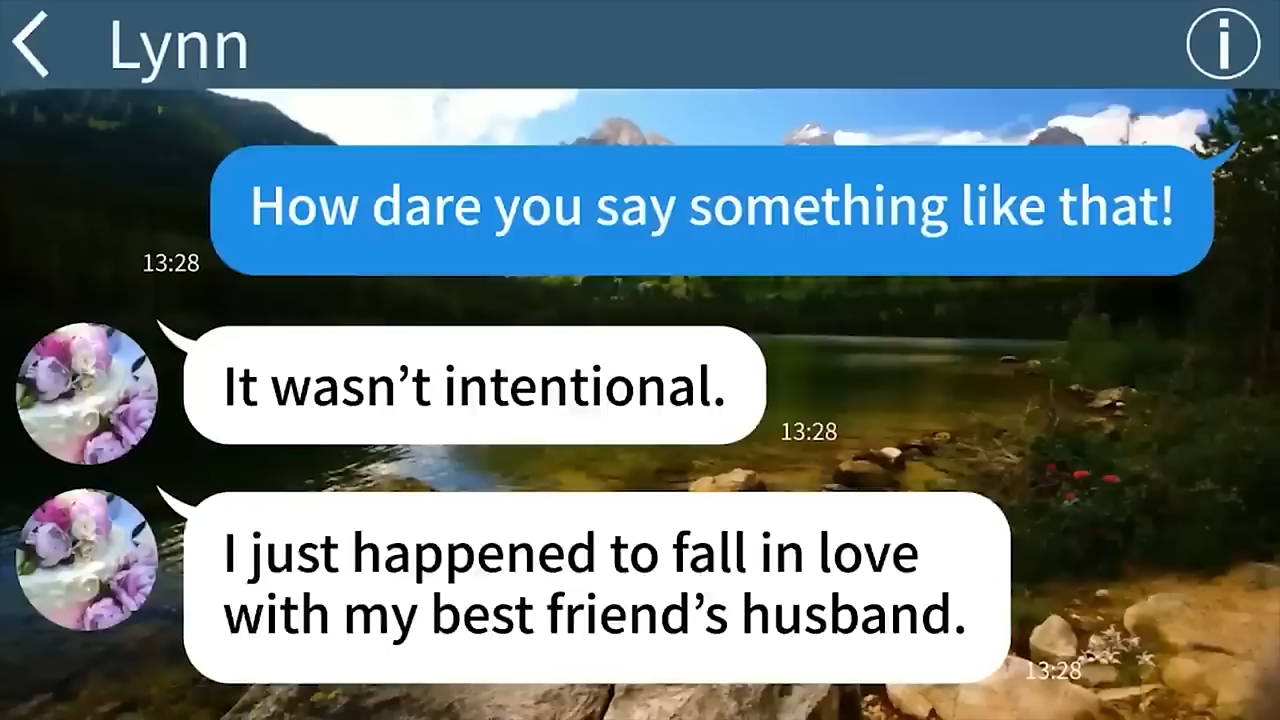 Lynn
How dare you say something like that!
13:28
It wasn’t intentional.
13:28
I just happened to fall in love
with my best friend’s husband.
13:28